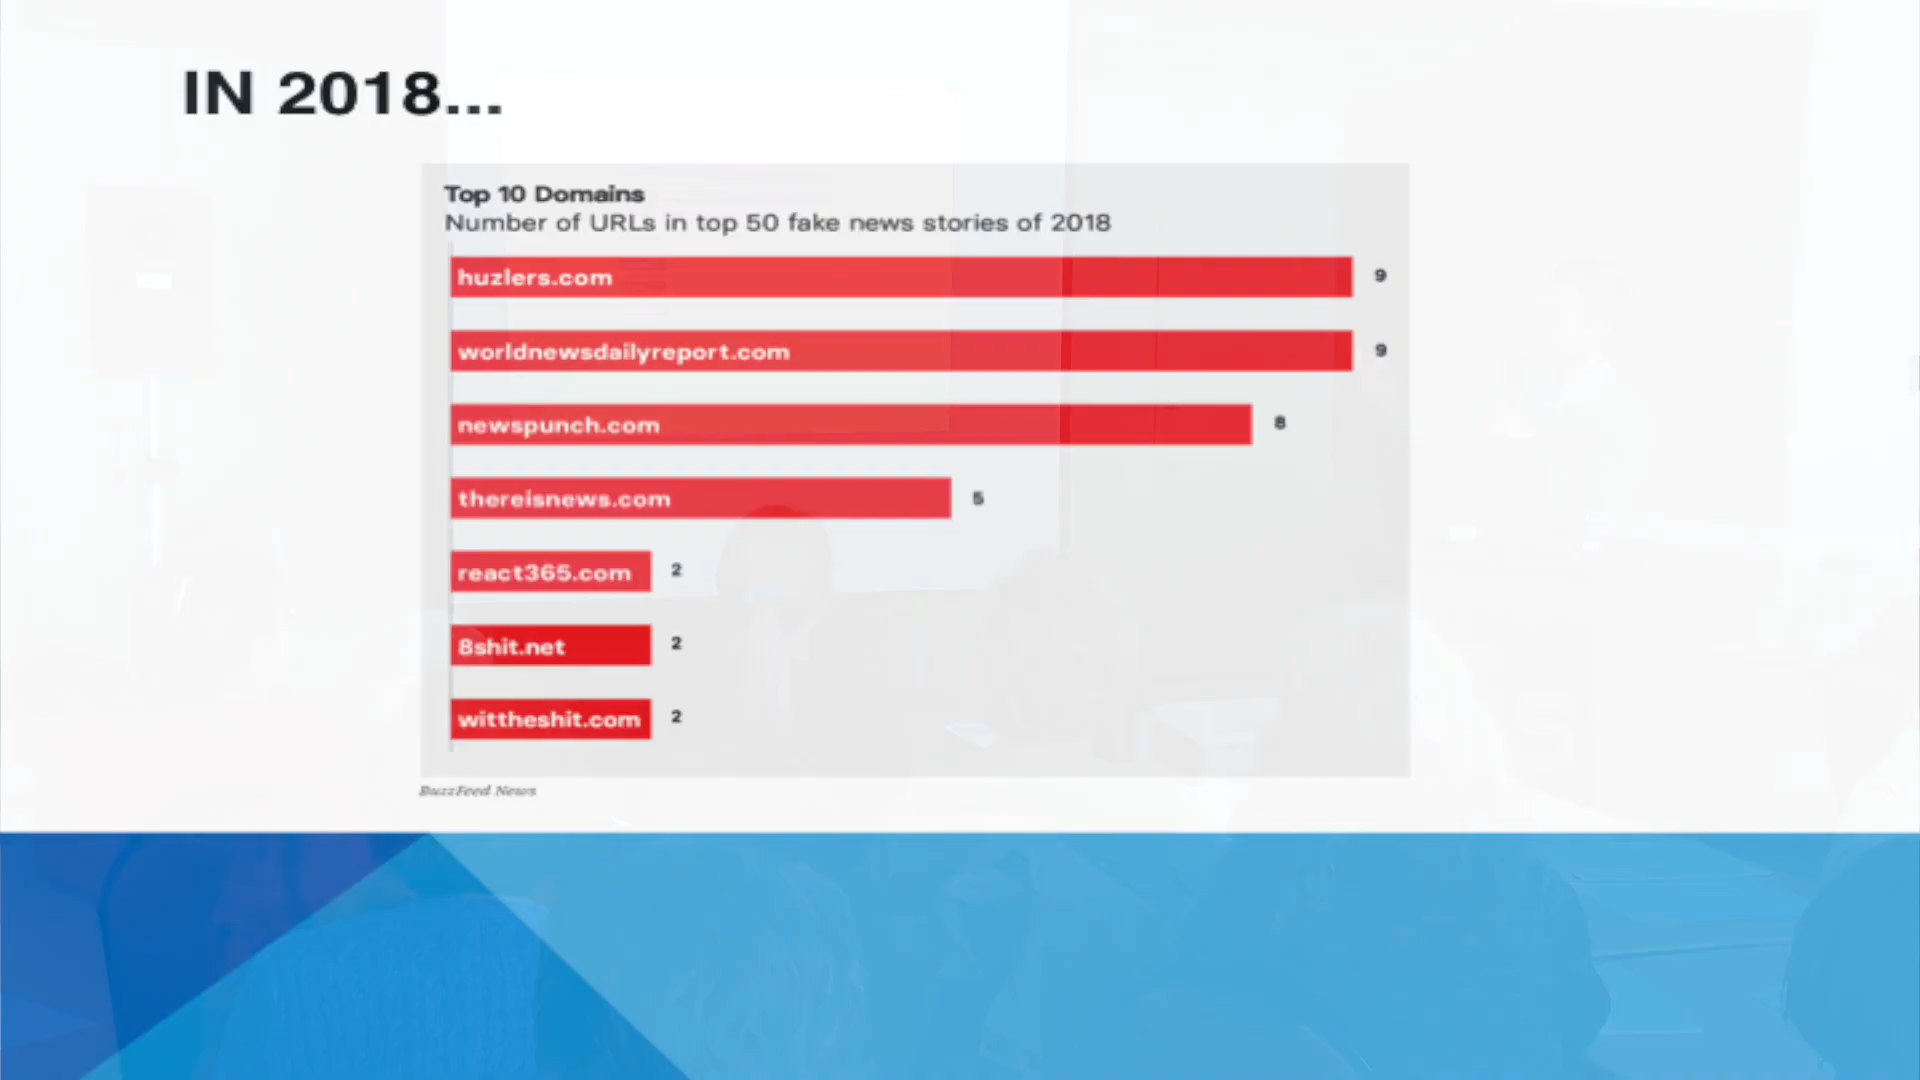 IN 2018...
Top 10 Domains
Number of URLs in top 50 fake news stories of 2018
huzlers.com 9
worldnewsdailyreport.com 9
newspunch.com 8
thereisnews.com 5
react365.com 2
8shit.net 2
wittheshit.com 2
BuzzFeed News